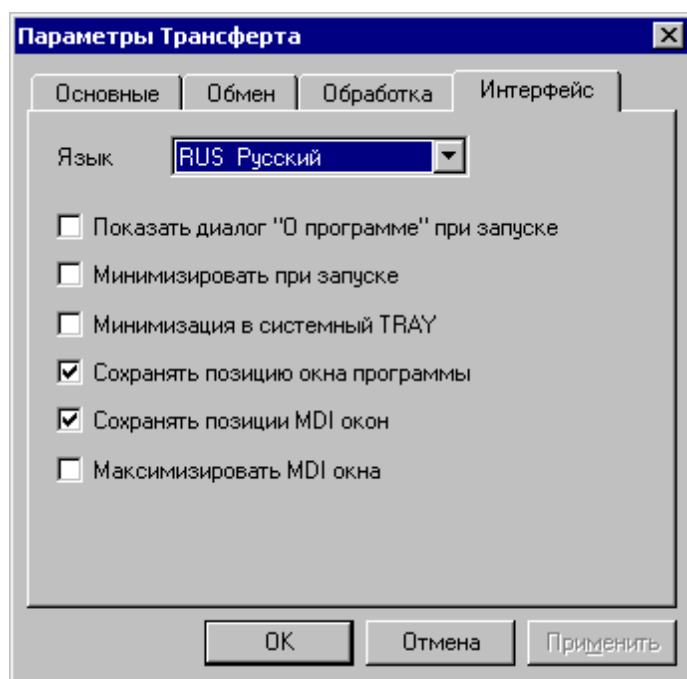 Параметры Трансферта
Основные Обмен Обработка Интерфейс
Язык RUS Русский
Показать диалог "О программе" при запуске
Минимизировать при запуске
Минимизация в системный TRAY
Сохранять позицию окна программы
Сохранять позиции MDI окон
Максимизировать MDI окна
OK Отмена Применить